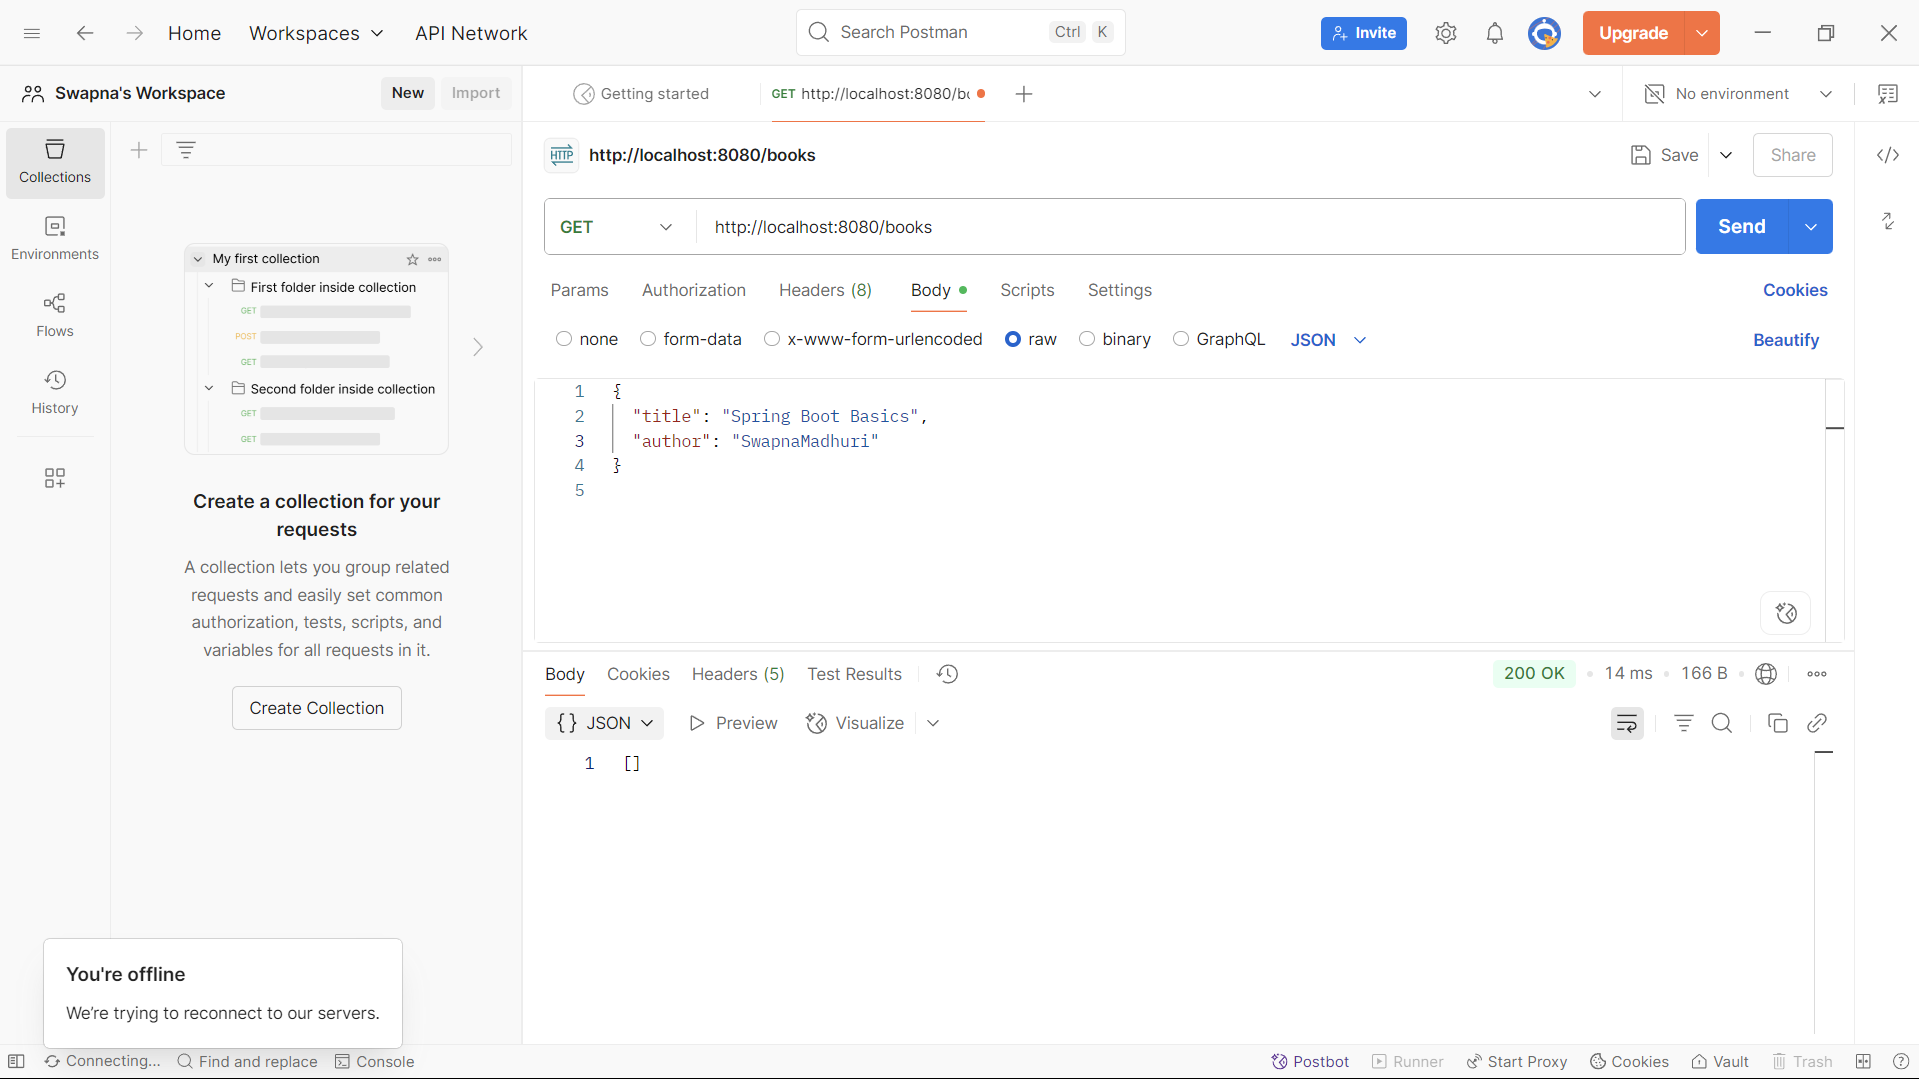 Home Workspaces API Network Search Postman Ctrl K Invite Upgrade
Swapna's Workspace New Import
Getting started GET http://localhost:8080/bo No environment
Collections
Environments
Flows
History
My first collection
First folder inside collection
GET
POST
GET
Second folder inside collection
GET
GET
Create a collection for your
requests
A collection lets you group related
requests and easily set common
authorization, tests, scripts, and
variables for all requests in it.
Create Collection
HTTP http://localhost:8080/books Save Share
GET http://localhost:8080/books Send
Params Authorization Headers (8) Body Scripts Settings Cookies
none form-data x-www-form-urlencoded raw binary GraphQL JSON Beautify
1 {
2 "title": "Spring Boot Basics",
3 "author": "SwapnaMadhuri"
4 }
5
Body Cookies Headers (5) Test Results 200 OK • 14 ms • 166 B •
{} JSON Preview Visualize
1 []
You're offline
We're trying to reconnect to our servers.
Connecting... Find and replace Console Postbot Runner Start Proxy Cookies Vault Trash